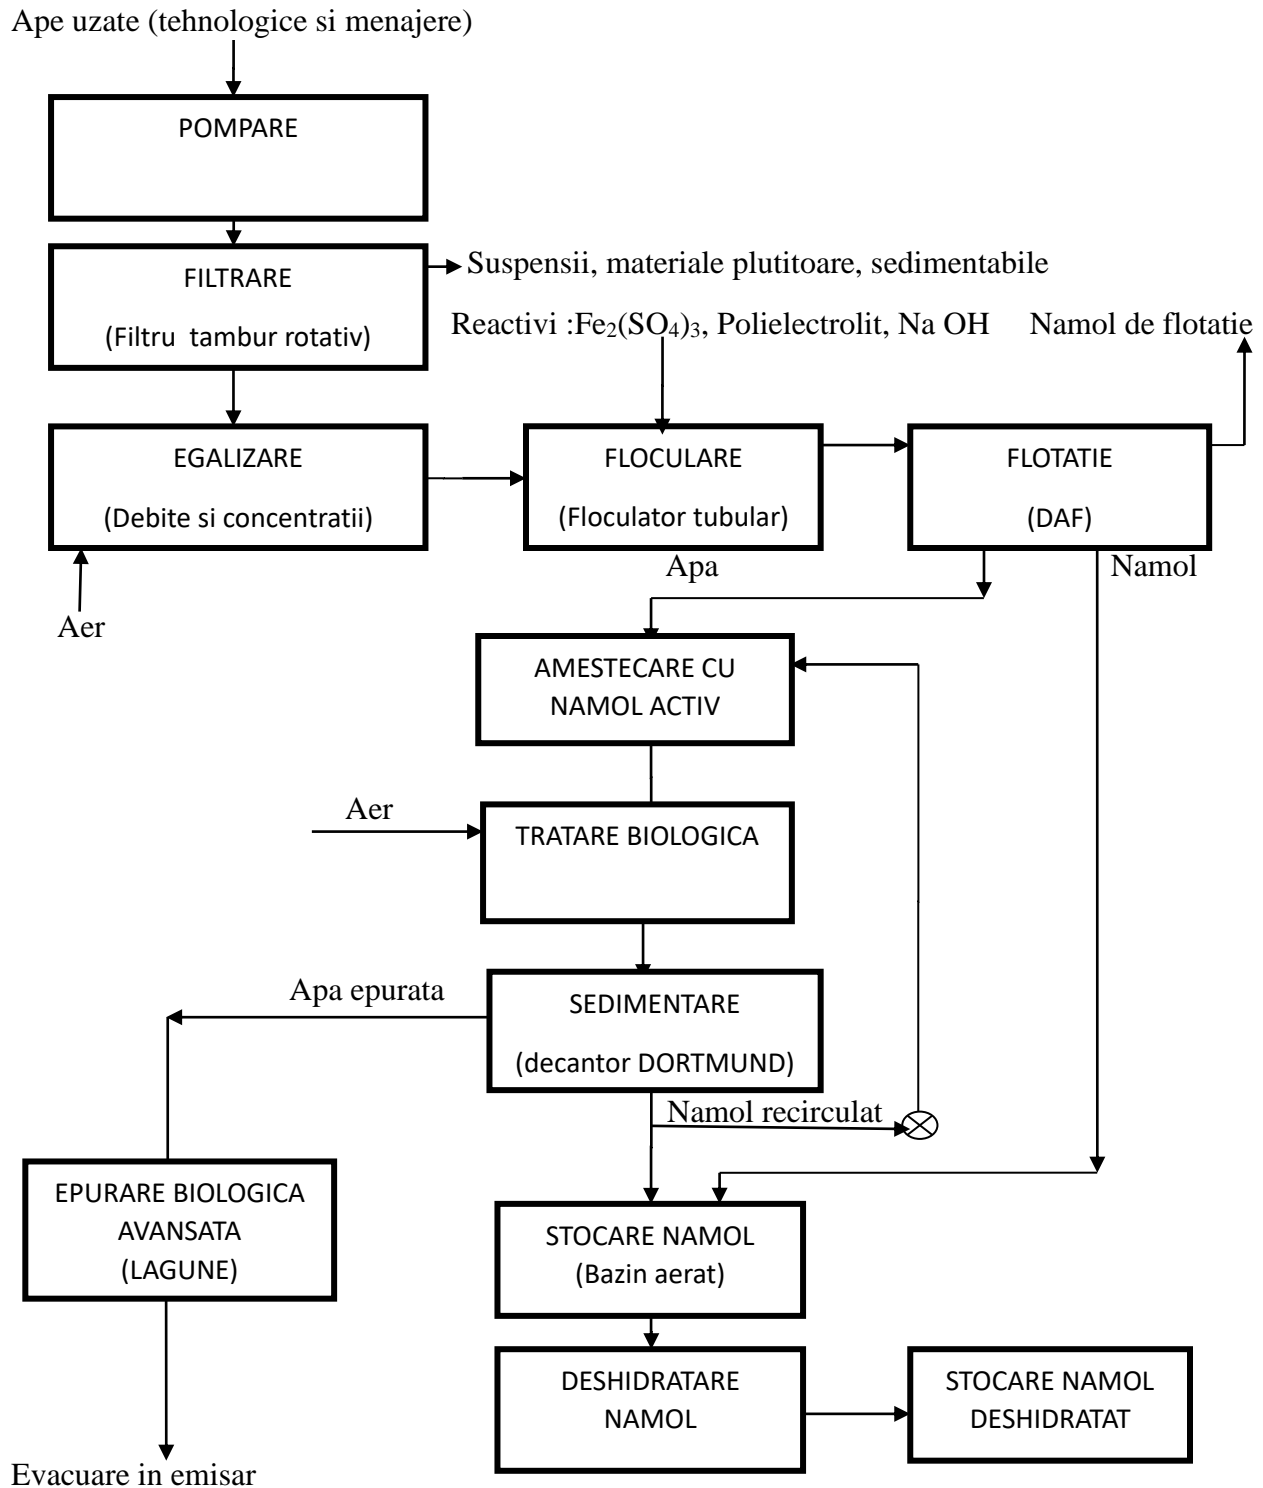 Ape uzate (tehnologice si menajere)
POMPARE
FILTRARE
(Filtru  tambur rotativ)
Suspensii, materiale plutitoare, sedimentabile
Reactivi :Fe₂(SO₄)₃, Polielectrolit, Na OH
Namol de flotatie
EGALIZARE
(Debite si concentratii)
FLOCULARE
(Floculator tubular)
FLOTATIE
(DAF)
Apa
Namol
Aer
AMESTECARE CU
NAMOL ACTIV
Aer
TRATARE BIOLOGICA
Apa epurata
SEDIMENTARE
(decantor DORTMUND)
Namol recirculat
EPURARE BIOLOGICA
AVANSATA
(LAGUNE)
STOCARE NAMOL
(Bazin aerat)
DESHIDRATARE
NAMOL
STOCARE NAMOL
DESHIDRATAT
Evacuare in emisar